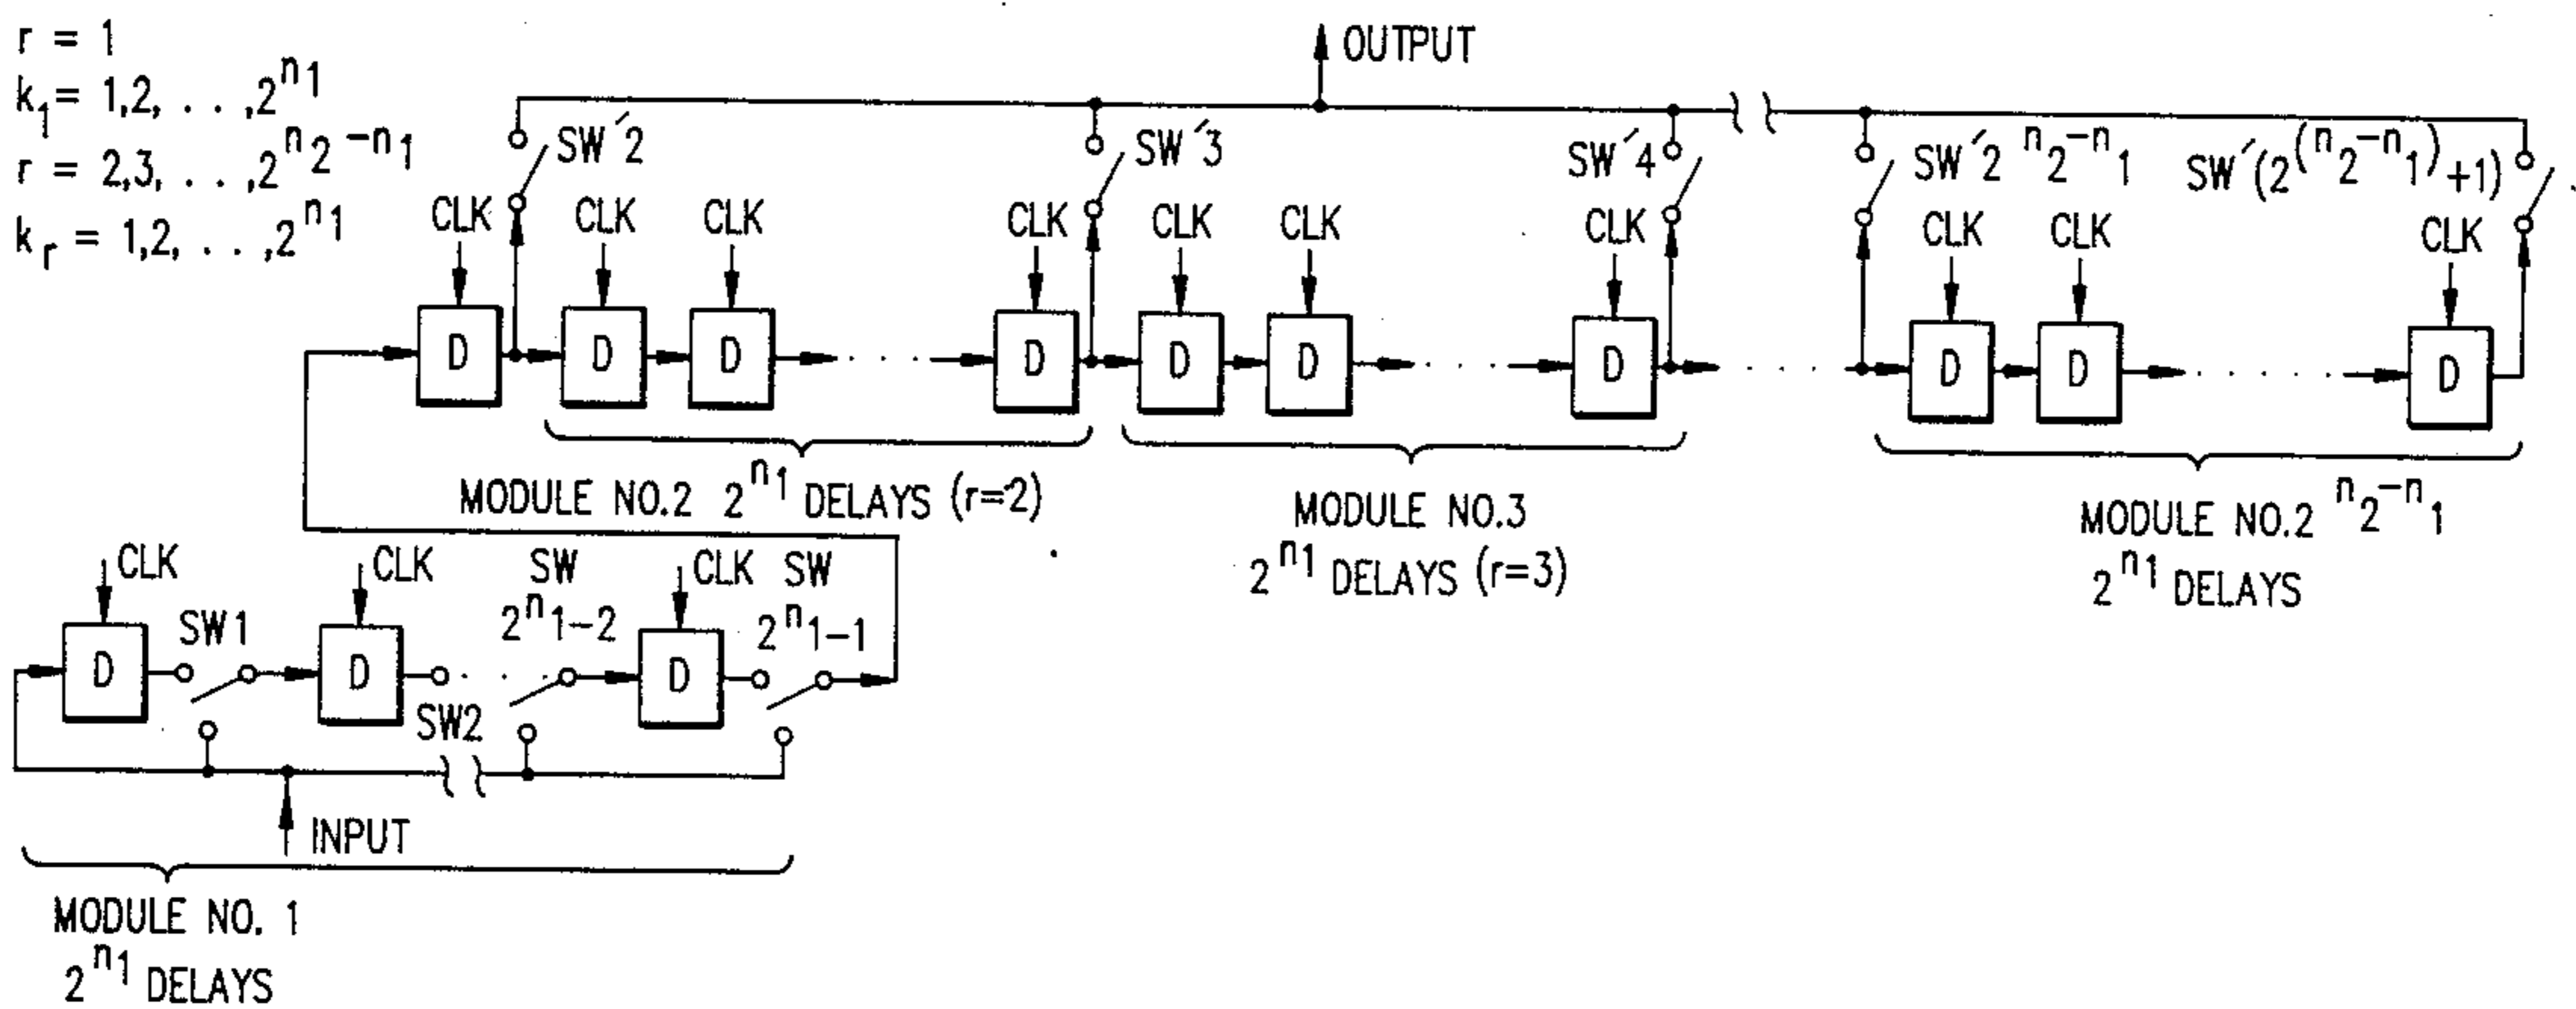 r = 1
k₁ = 1,2, . . ,2^n₁
r = 2,3, . . ,2^n₂-n₁
kᵣ = 1,2, . . ,2^n₁
OUTPUT
SW´2
SW´3
SW´4
SW´2^n₂-n₁
SW´(2^(n₂-n₁)+1)
CLK CLK CLK CLK CLK CLK CLK CLK CLK CLK
D D D D D D D D D D
MODULE NO.2 2^n₁ DELAYS (r=2)
MODULE NO.3
2^n₁ DELAYS (r=3)
MODULE NO.2^n₂-n₁
2^n₁ DELAYS
CLK CLK CLK
SW1
SW2
SW
2^n₁-2
SW
2^n₁-1
D D D
INPUT
MODULE NO. 1
2^n₁ DELAYS